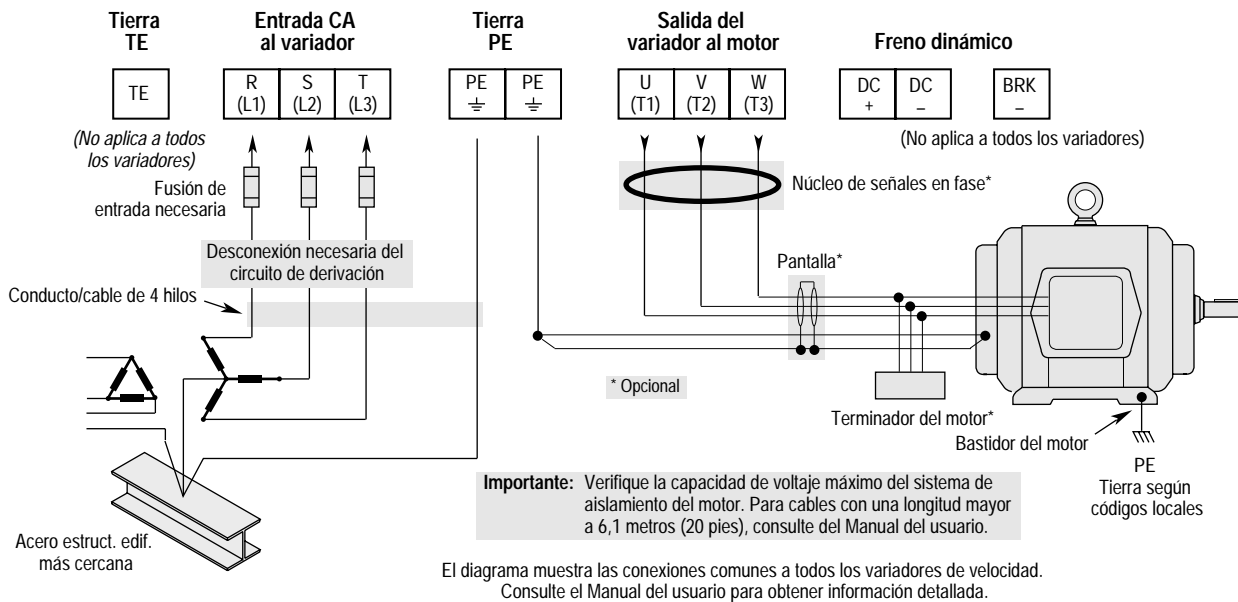 Tierra
TE
Entrada CA
al variador
Tierra
PE
Salida del
variador al motor
Freno dinámico
TE
R
(L1)
S
(L2)
T
(L3)
PE
PE
U
(T1)
V
(T2)
W
(T3)
DC
+
DC
–
BRK
–
(No aplica a todos
los variadores)
(No aplica a todos los variadores)
Fusión de
entrada necesaria
Núcleo de señales en fase*
Desconexión necesaria del
circuito de derivación
Pantalla*
Conducto/cable de 4 hilos
* Opcional
Terminador del motor*
Bastidor del motor
PE
Tierra según
códigos locales
Importante: Verifique la capacidad de voltaje máximo del sistema de
aislamiento del motor. Para cables con una longitud mayor
a 6,1 metros (20 pies), consulte del Manual del usuario.
Acero estruct. edif.
más cercana
El diagrama muestra las conexiones comunes a todos los variadores de velocidad.
Consulte el Manual del usuario para obtener información detallada.